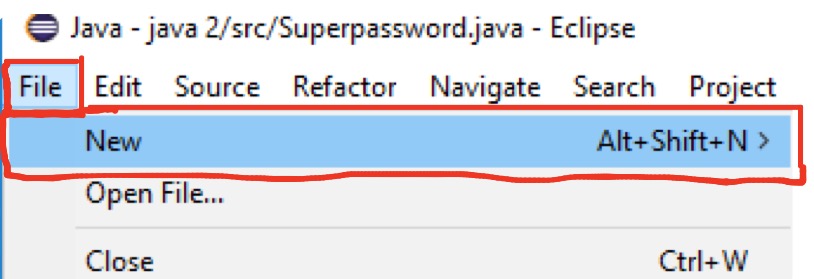 Java - java 2/src/Superpassword.java - Eclipse
File Edit Source Refactor Navigate Search Project
New Alt+Shift+N >
Open File...
Close Ctrl+W